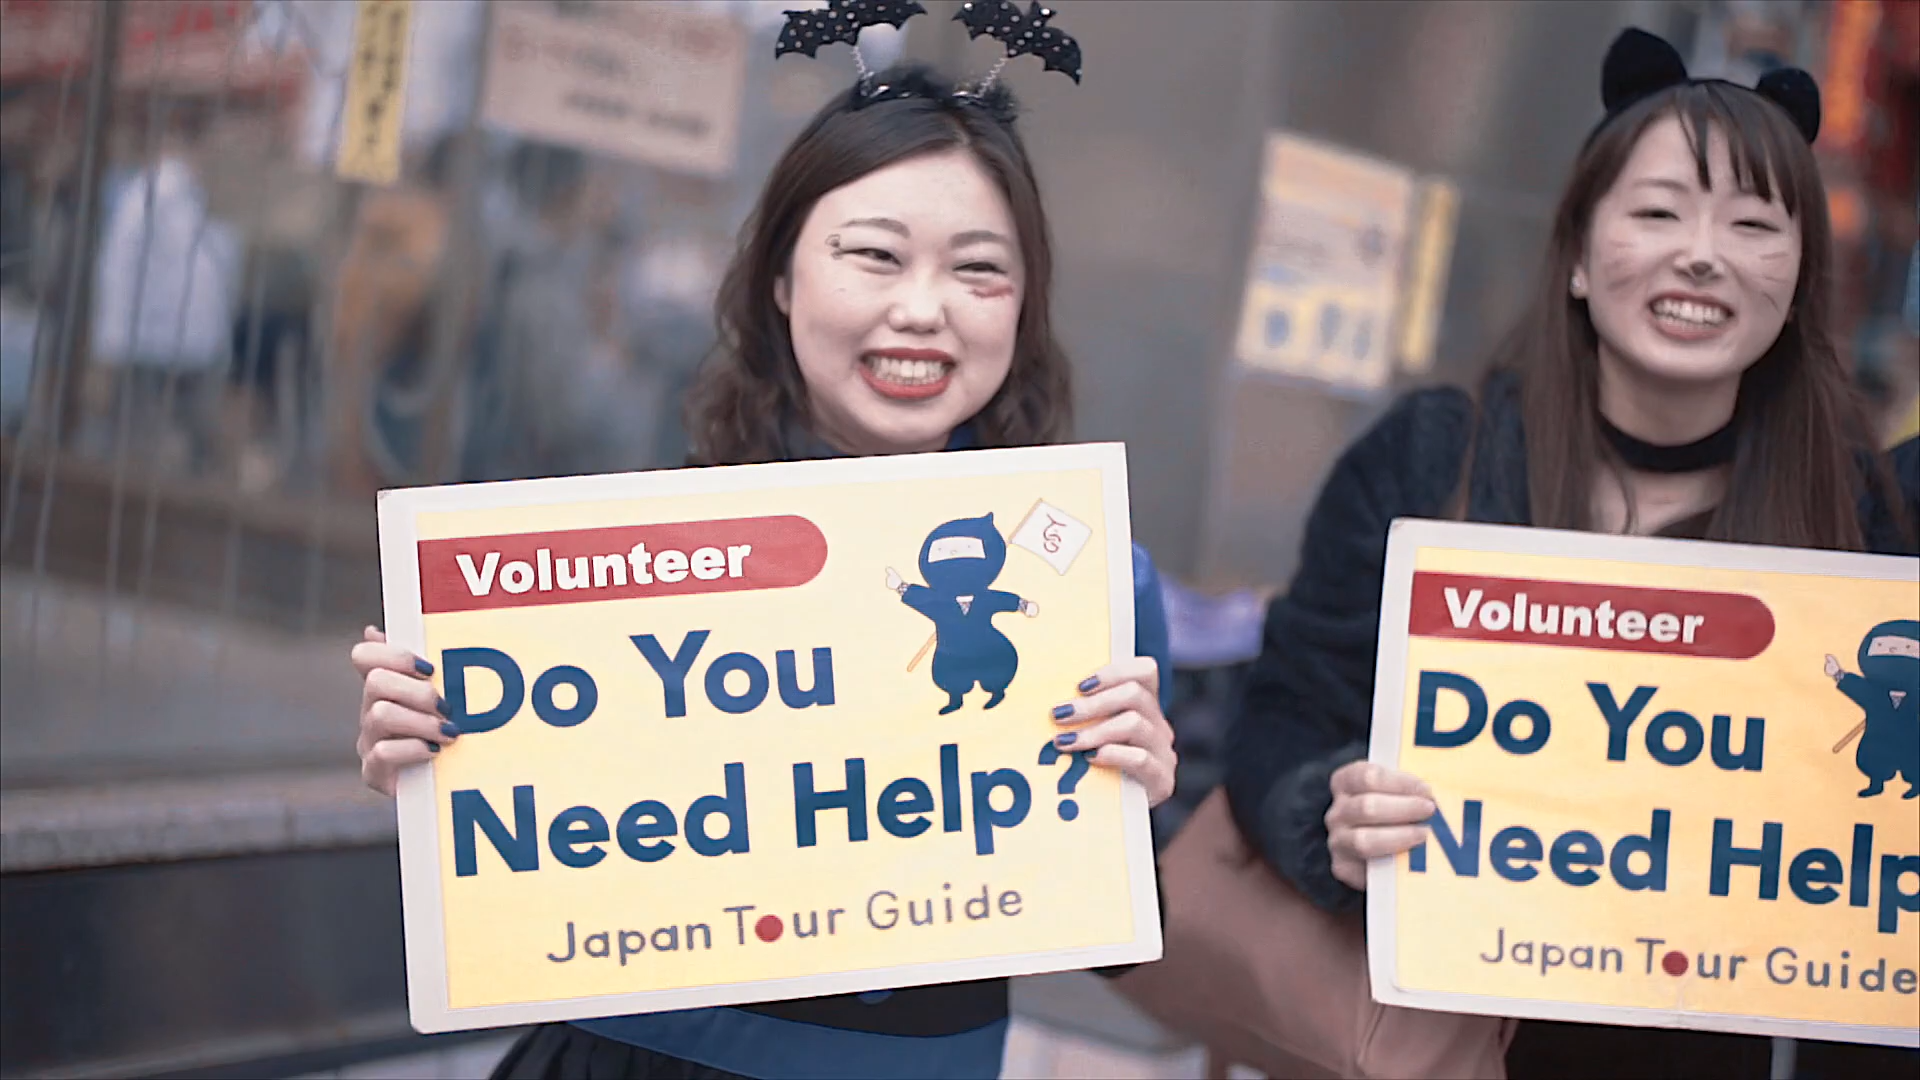 Volunteer
Do You
Need Help?
Japan Tour Guide
Volunteer
Do You
Need Help
Japan Tour Guide